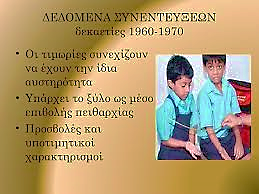 ΔΕΔΟΜΕΝΑ ΣΥΝΕΝΤΕΥΞΕΩΝ
δεκαετίες 1960-1970
• Οι τιμωρίες συνεχίζουν
να έχουν την ίδια
αυστηρότητα
• Υπάρχει το ξύλο ως μέσο
επιβολής πειθαρχίας
• Προσβολές και
υποτιμητικοί
χαρακτηρισμοί